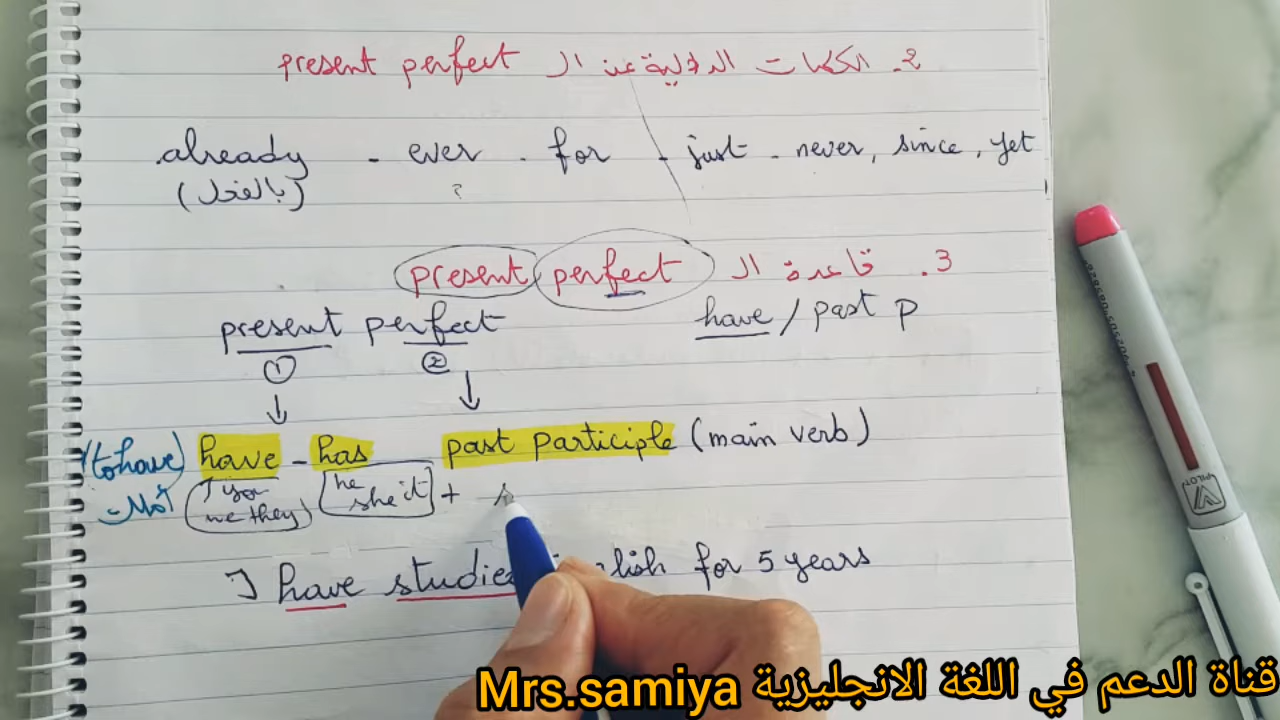 2. الكلمات الدالية عن ال present perfect
already - ever - for - just - never, since, yet
(بالفعل) ?
3. قاعدة ال present perfect
present perfect have / past p
① ②
(to have) have - has past participle (main verb)
I you we they he she it +
I have studied English for 5 years
PILOT
قناة الدعم في اللغة الانجليزية Mrs.samiya